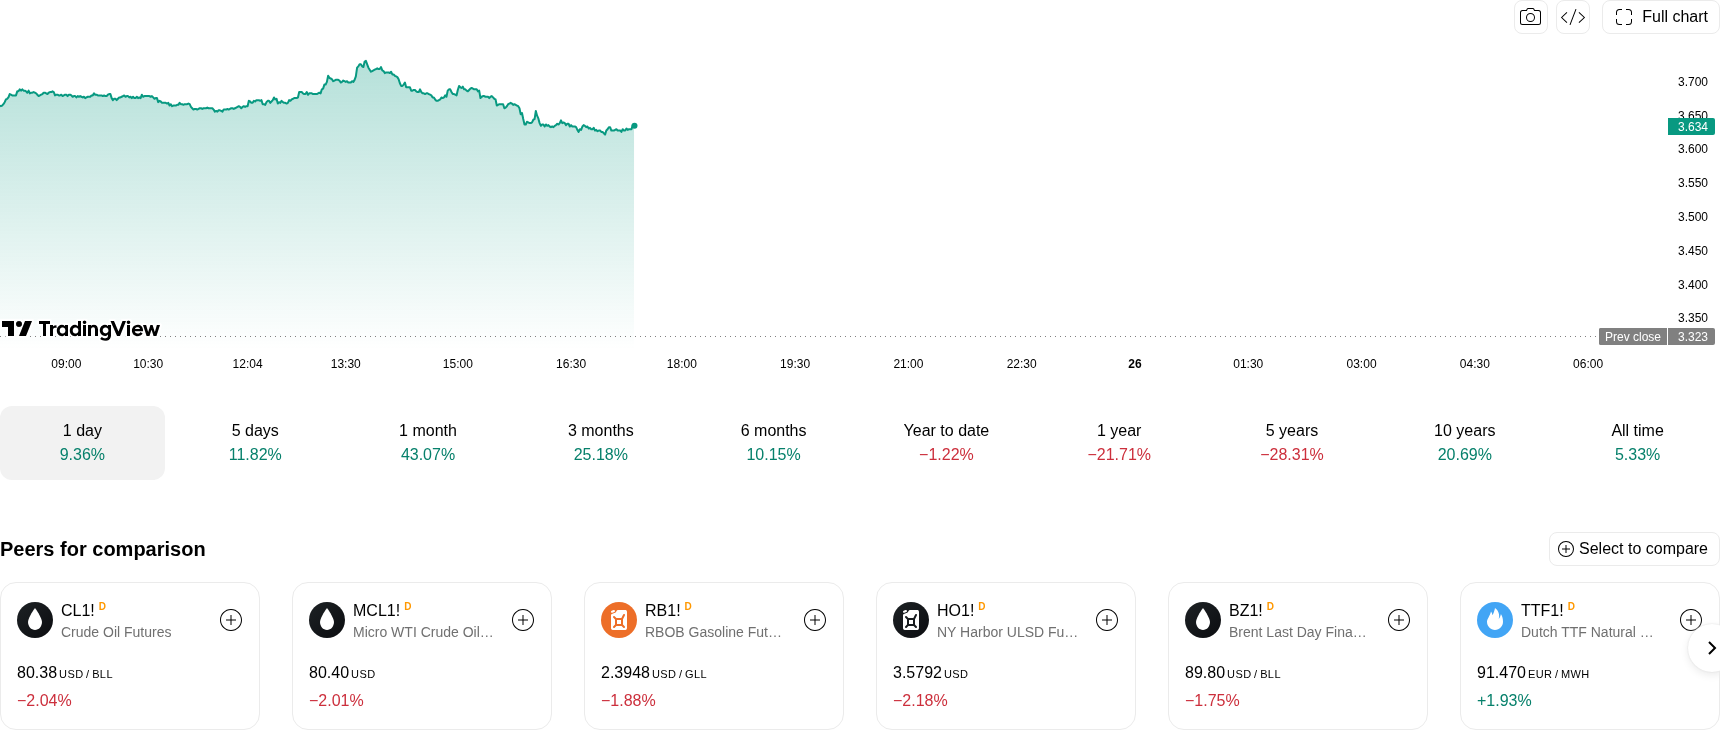 Full chart
3.700
3.650
3.634
3.600
3.550
3.500
3.450
3.400
3.350
TradingView
Prev close 3.323
09:00 10:30 12:04 13:30 15:00 16:30 18:00 19:30 21:00 22:30 26 01:30 03:00 04:30 06:00
1 day 5 days 1 month 3 months 6 months Year to date 1 year 5 years 10 years All time
9.36% 11.82% 43.07% 25.18% 10.15% −1.22% −21.71% −28.31% 20.69% 5.33%
Peers for comparison
Select to compare
CL1! D
Crude Oil Futures
80.38 USD / BLL
−2.04%
MCL1! D
Micro WTI Crude Oil…
80.40 USD
−2.01%
RB1! D
RBOB Gasoline Fut…
2.3948 USD / GLL
−1.88%
HO1! D
NY Harbor ULSD Fu…
3.5792 USD
−2.18%
BZ1! D
Brent Last Day Fina…
89.80 USD / BLL
−1.75%
TTF1! D
Dutch TTF Natural …
91.470 EUR / MWH
+1.93%